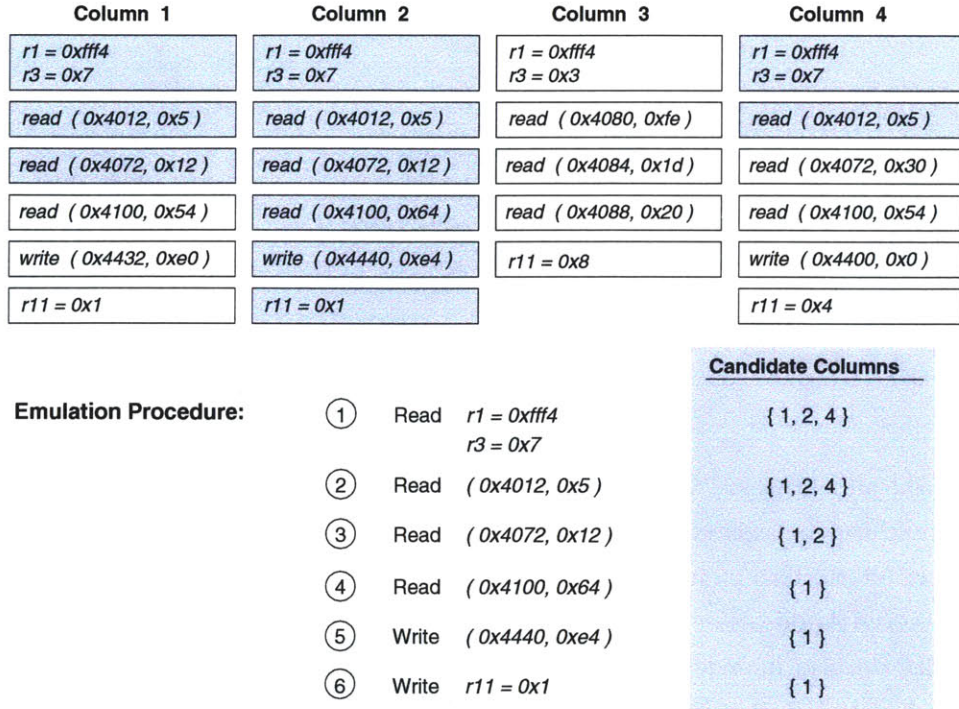 Column 1 Column 2 Column 3 Column 4
r1 = 0xfff4 r1 = 0xfff4 r1 = 0xfff4 r1 = 0xfff4
r3 = 0x7 r3 = 0x7 r3 = 0x3 r3 = 0x7
read ( 0x4012, 0x5 ) read ( 0x4012, 0x5 ) read ( 0x4080, 0xfe ) read ( 0x4012, 0x5 )
read ( 0x4072, 0x12 ) read ( 0x4072, 0x12 ) read ( 0x4084, 0x1d ) read ( 0x4072, 0x30 )
read ( 0x4100, 0x54 ) read ( 0x4100, 0x64 ) read ( 0x4088, 0x20 ) read ( 0x4100, 0x54 )
write ( 0x4432, 0xe0 ) write ( 0x4440, 0xe4 ) r11 = 0x8 write ( 0x4400, 0x0 )
r11 = 0x1 r11 = 0x1 r11 = 0x4
Candidate Columns
Emulation Procedure: 1 Read r1 = 0xfff4 { 1, 2, 4 }
r3 = 0x7
2 Read ( 0x4012, 0x5 ) { 1, 2, 4 }
3 Read ( 0x4072, 0x12 ) { 1, 2 }
4 Read ( 0x4100, 0x64 ) { 1 }
5 Write ( 0x4440, 0xe4 ) { 1 }
6 Write r11 = 0x1 { 1 }